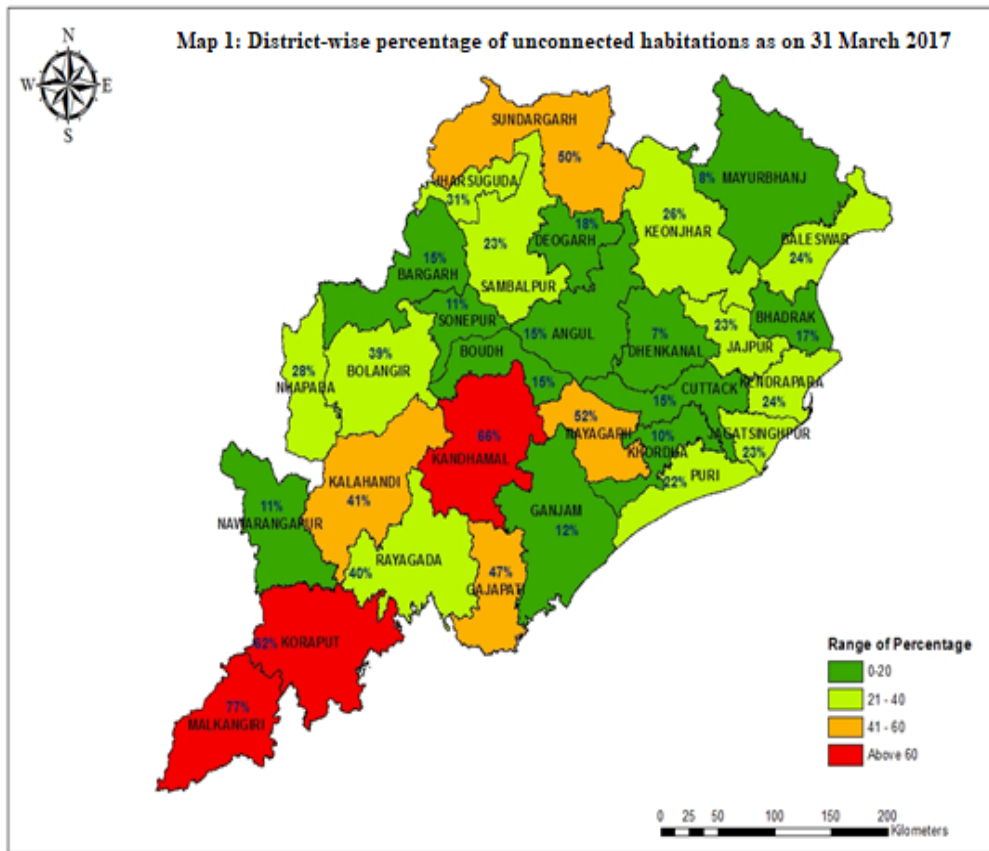 Map 1: District-wise percentage of unconnected habitations as on 31 March 2017
N
W E
S
SUNDARGARH
50%
JHARSUGUDA
31%
8% MAYURBHANJ
26%
KEONJHAR
18%
DEOGARH
23%
SAMBALPUR
BALESWAR
24%
15%
BARGARH
11%
SONEPUR
15% ANGUL
7%
DHENKANAL
23%
JAJPUR
BHADRAK
17%
39%
BOLANGIR
BOUDH
15%
28%
NUAPADA
CUTTACK
15%
KENDRAPARA
24%
52%
NAYAGARH
10%
KHORDHA
JAGATSINGHPUR
23%
66%
KANDHAMAL
PURI
22%
KALAHANDI
41%
GANJAM
12%
11%
NAWARANGAPUR
RAYAGADA
40%
47%
GAJAPATI
62% KORAPUT
77%
MALKANGIRI
Range of Percentage
0-20
21 - 40
41 - 60
Above 60
0 25 50 100 150 200
Kilometers